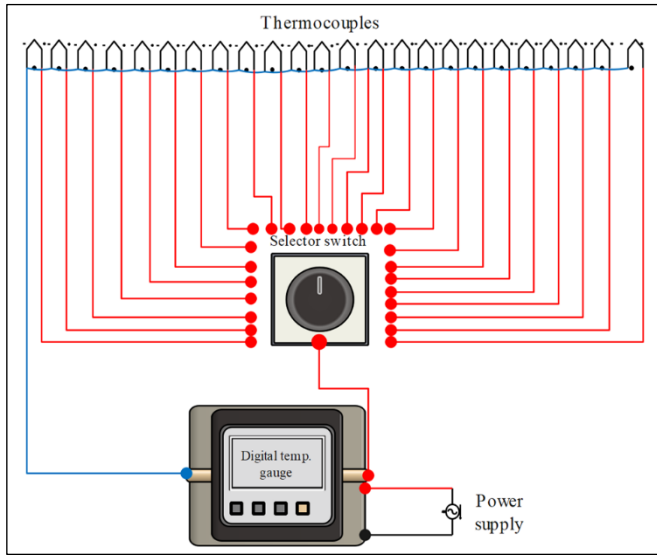 Thermocouples
Selector switch
Digital temp.
gauge
Power
supply